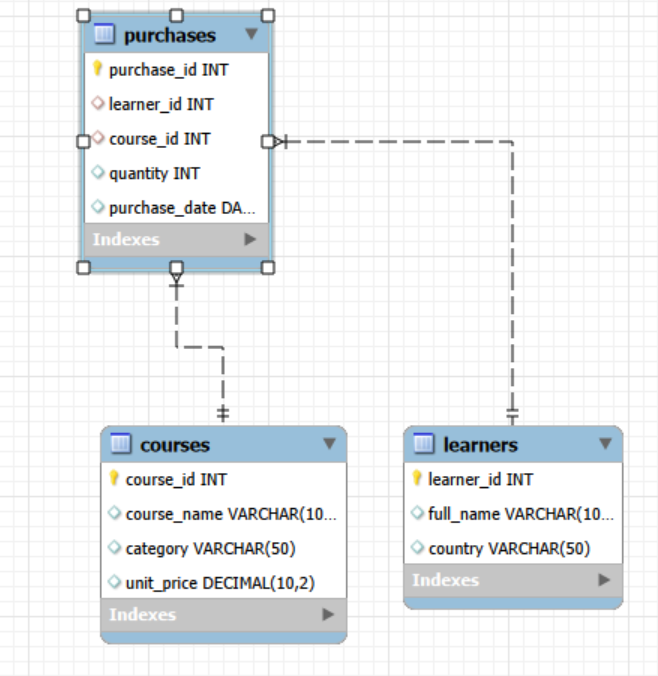 purchases
purchase_id INT
learner_id INT
course_id INT
quantity INT
purchase_date DA...
Indexes
courses
course_id INT
course_name VARCHAR(10...
category VARCHAR(50)
unit_price DECIMAL(10,2)
Indexes
learners
learner_id INT
full_name VARCHAR(10...
country VARCHAR(50)
Indexes